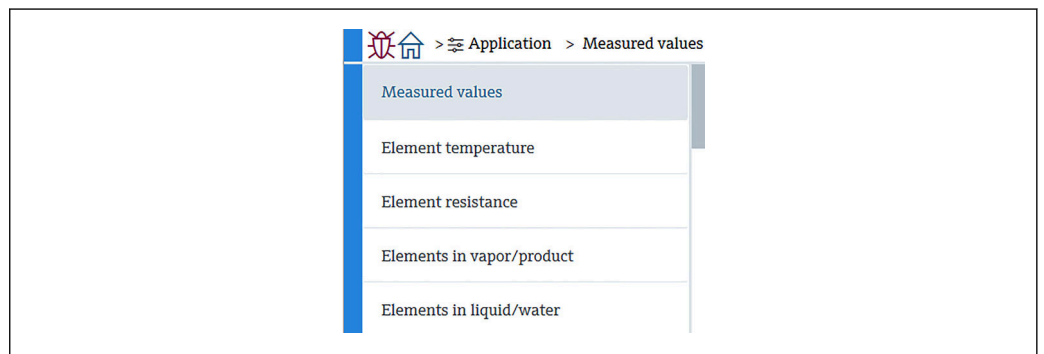 > Application > Measured values
Measured values
Element temperature
Element resistance
Elements in vapor/product
Elements in liquid/water